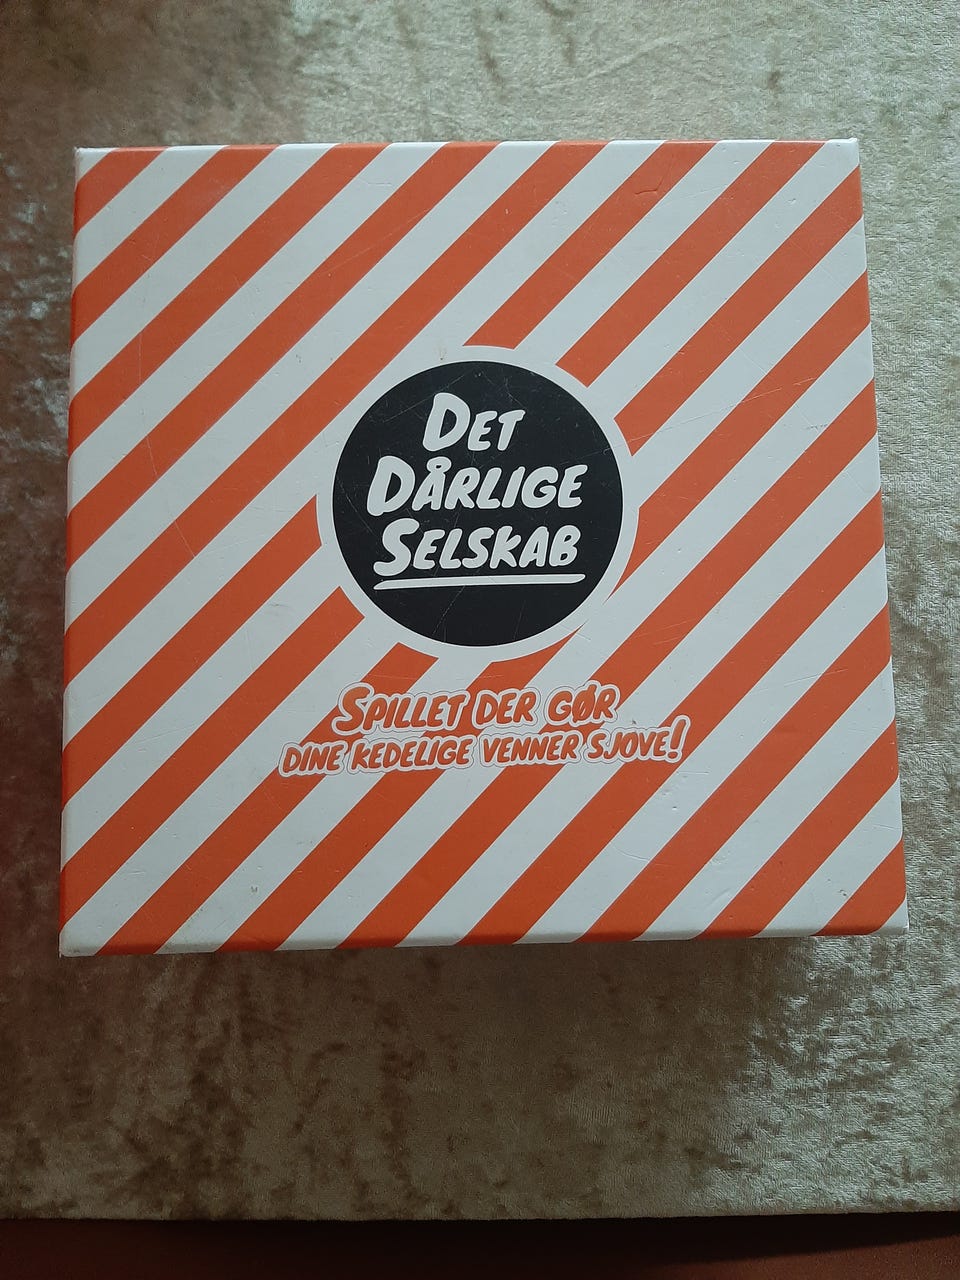 DET
DÅRLIGE
SELSKAB
SPILLET DER GØR
DINE KEDELIGE VENNER SJOVE!